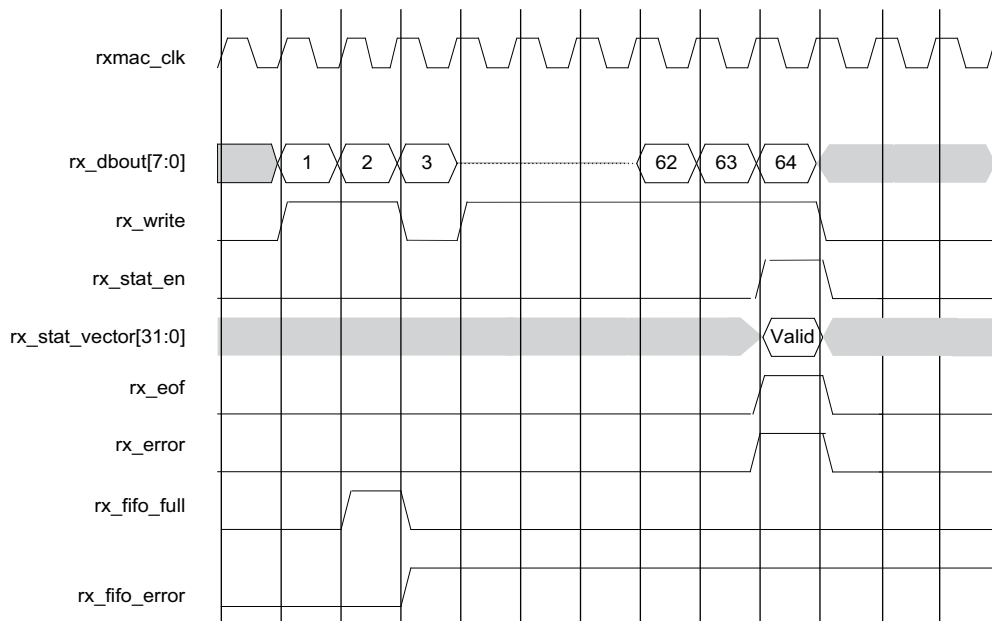 rxmac_clk
rx_dbout[7:0] 1 2 3 62 63 64
rx_write
rx_stat_en
rx_stat_vector[31:0] Valid
rx_eof
rx_error
rx_fifo_full
rx_fifo_error